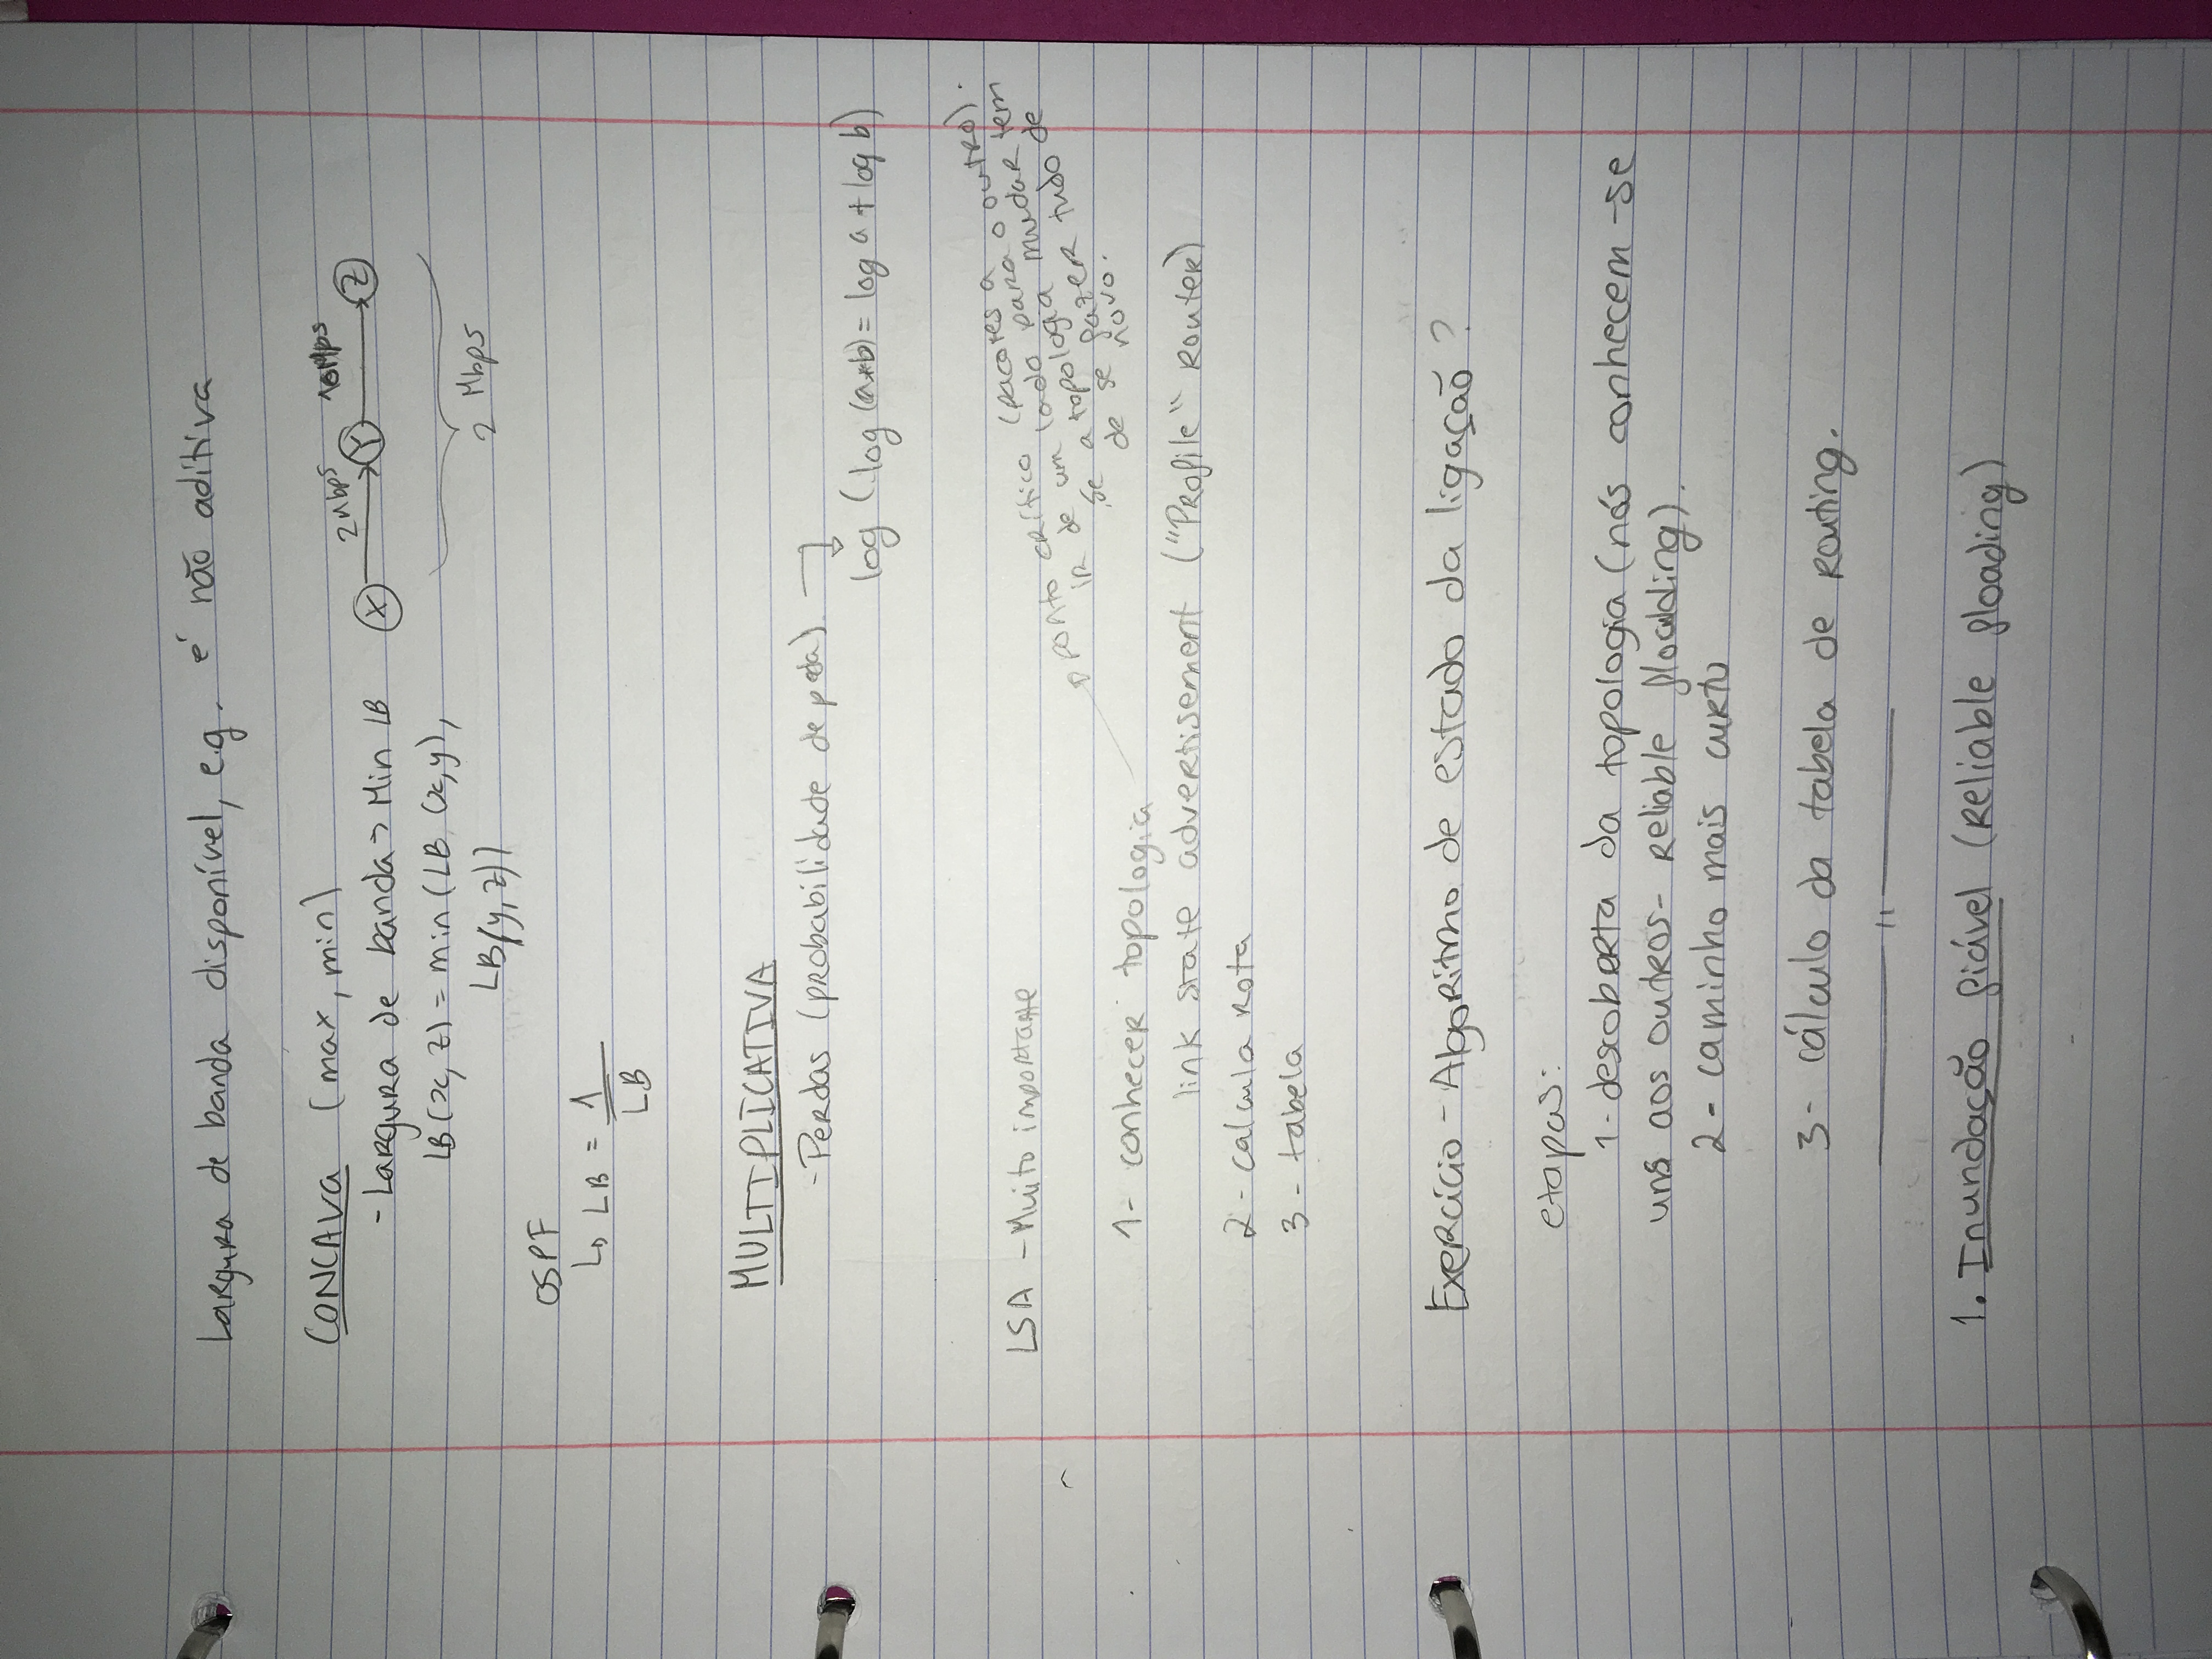 Largura de banda disponível, e.g. é não aditiva
CONCAVA (max, min)
- Largura de banda → Min LB
LB(x, z) = min(LB (x,y),
LB(y, z))
2Mbps 10Mps
X Y Z
2 Mbps
OSPF
↳ LB = 1
LB
MULTIPLICATIVA
- Perdas (probabilidade de peda)
log (log (a*b) = log a + log b)
LSA - Muito importante
ponto crítico (pacotes a
ir de um lado para o outro).
Se a topologia mudar tem
de se fazer tudo de
novo.
1- conhecer topologia
link state advertisement ("Profile" router)
2- calcula rota
3- tabela
Exercício - Algoritmo de estado da ligação?
etapas:
1- descoberta da topologia (nós conhecem-se
uns aos outros- reliable floalding).
2- caminho mais curto
3- cálculo da tabela de routing.
1. Inundação fiável (reliable floading)